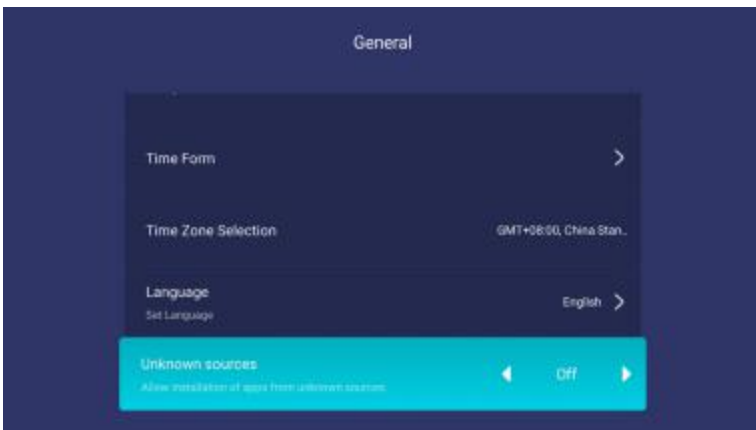 General
Time Form
Time Zone Selection
GMT+08:00, China Stan..
Language
English
Set Language
Unknown sources
Off
Allow installation of apps from unknown sources